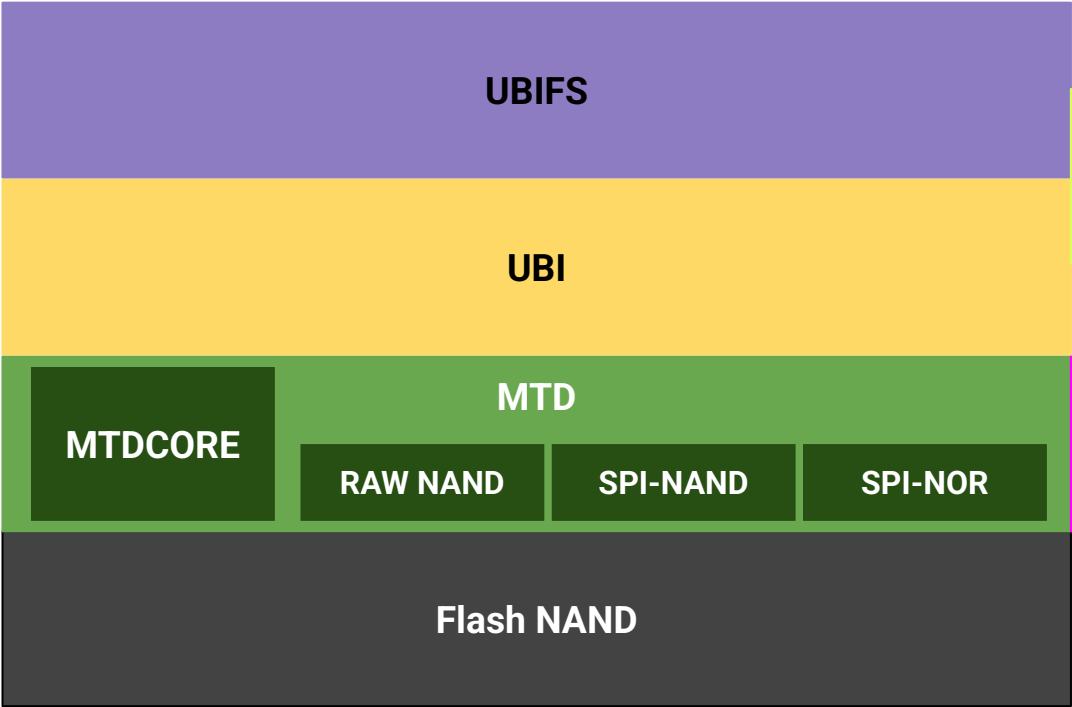 UBIFS
UBI
MTD
MTDCORE
RAW NAND
SPI-NAND
SPI-NOR
Flash NAND